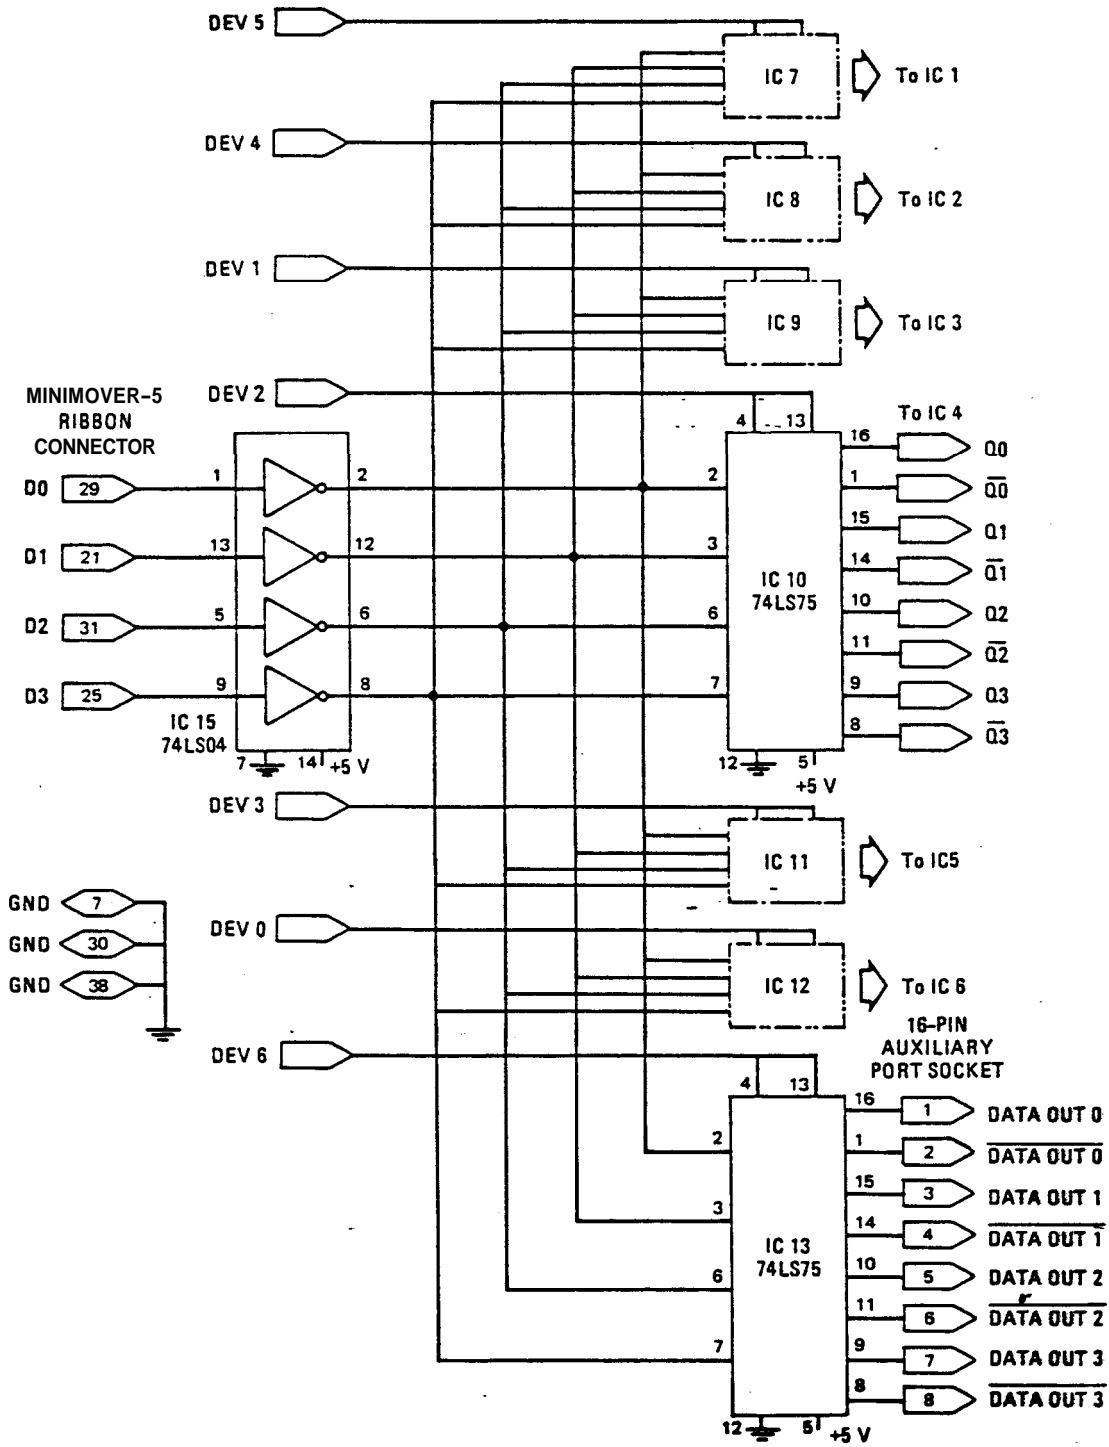 DEV 5
IC 7
To IC 1
DEV 4
IC 8
To IC 2
DEV 1
IC 9
To IC 3
DEV 2
MINIMOVER-5
RIBBON
CONNECTOR
4 13
To IC 4
16 Q0
D0 29 1 2 2
1 Q̅0̅
15 Q1
D1 21 13 12 3
14 Q̅1̅
IC 10
74LS75
10 Q2
D2 31 5 6 6
11 Q̅2̅
9 Q3
D3 25 9 8 7
8 Q̅3̅
IC 15
74LS04
7 14 +5 V
12 5
+5 V
DEV 3
IC 11
To IC5
GND 7
GND 30
GND 38
DEV 0
IC 12
To IC 6
16-PIN
AUXILIARY
PORT SOCKET
DEV 6
4 13
16 1 DATA OUT 0
2
1 2 D̅A̅T̅A̅ O̅U̅T̅ 0̅
15 3 DATA OUT 1
3
14 4 D̅A̅T̅A̅ O̅U̅T̅ 1̅
IC 13
74LS75
10 5 DATA OUT 2
6
11 6 D̅A̅T̅A̅ O̅U̅T̅ 2̅
9 7 DATA OUT 3
7
8 8 D̅A̅T̅A̅ O̅U̅T̅ 3̅
12 5 +5 V